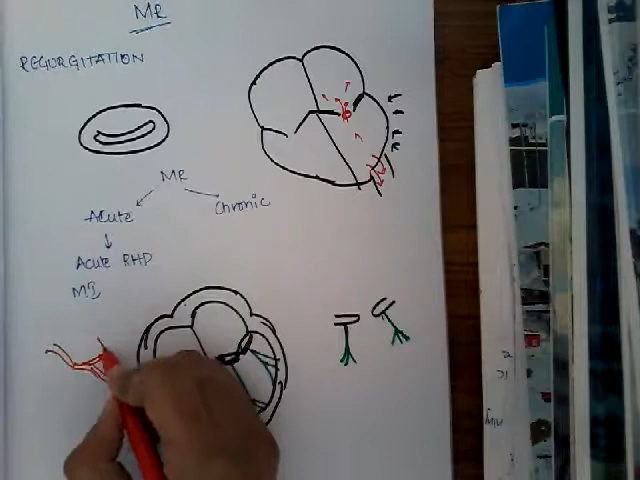 MR
REGURGITATION
MR
Acute
Chronic
Acute RHD
MI